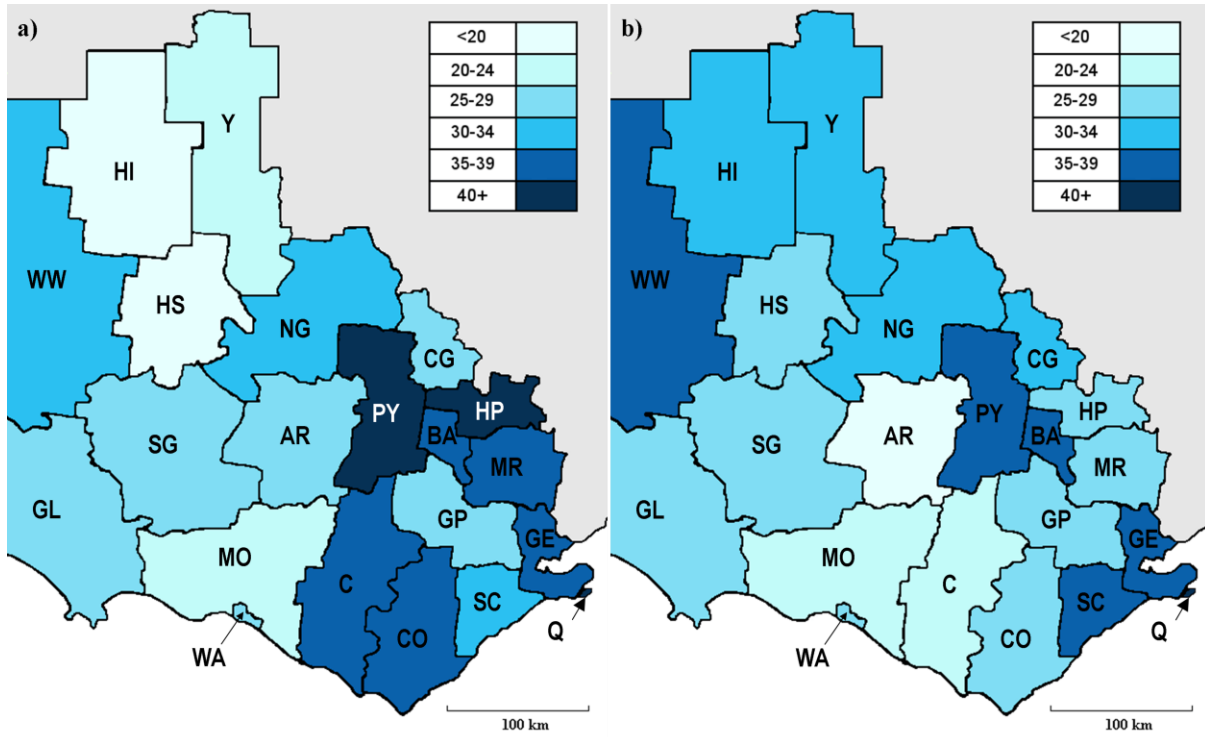 a)
<20
20-24
25-29
30-34
35-39
40+
Y
HI
WW
HS
NG
CG
PY
HP
BA
SG
AR
MR
GL
GP
GE
MO
C
SC
CO
WA
Q
100 km
b)
<20
20-24
25-29
30-34
35-39
40+
Y
HI
WW
HS
NG
CG
PY
HP
BA
SG
AR
MR
GL
GP
GE
MO
C
SC
CO
WA
Q
100 km